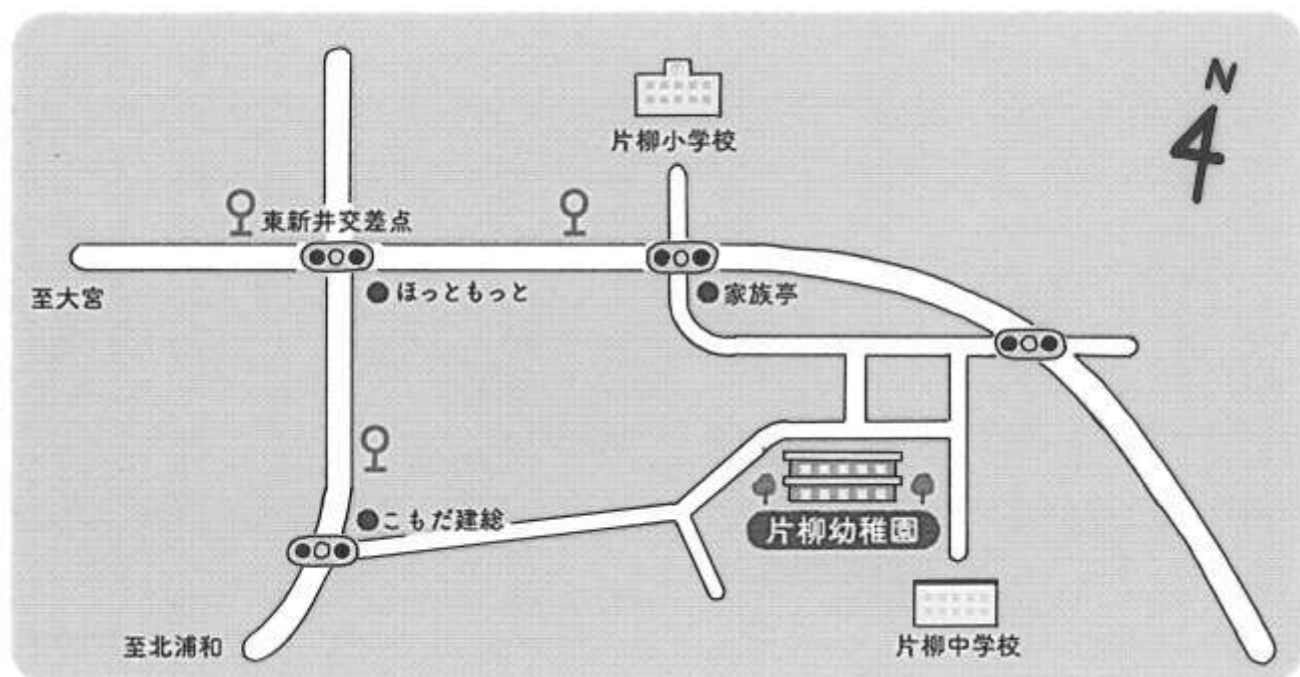 N
片柳小学校
東新井交差点
至大宮
ほっともっと
家族亭
こもだ建総
片柳幼稚園
至北浦和
片柳中学校